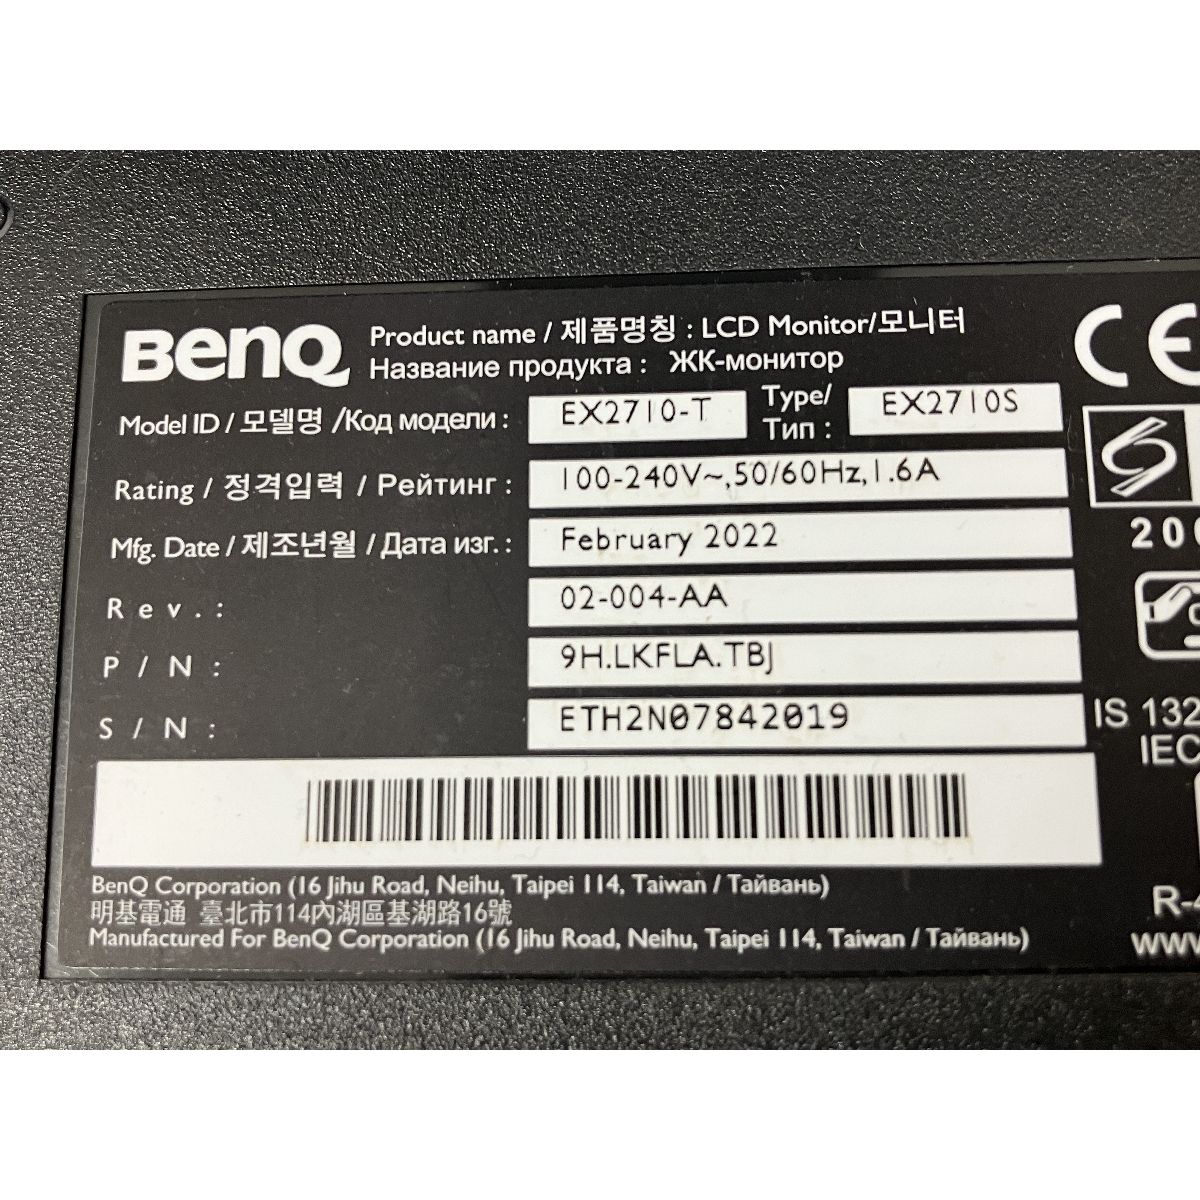 BenQ
Product name / 제품명칭 : LCD Monitor/모니터
Название продукта : ЖК-монитор
Model ID / 모델명 /Код модели : EX2710-T Type/ Тип : EX2710S
Rating / 정격입력 / Рейтинг : 100-240V~,50/60Hz,1.6A
Mfg. Date / 제조년월 /Дата изг. : February 2022
Rev. : 02-004-AA
P/N : 9H.LKFLA.TBJ
S/N : ETH2N07842019
BenQ Corporation (16 Jihu Road, Neihu, Taipei 114, Taiwan / Тайвань)
明基電通 臺北市114內湖區基湖路16號
Manufactured For BenQ Corporation (16 Jihu Road, Neihu, Taipei 114, Taiwan / Тайвань)
CE
IS 132
IEC
R-
www